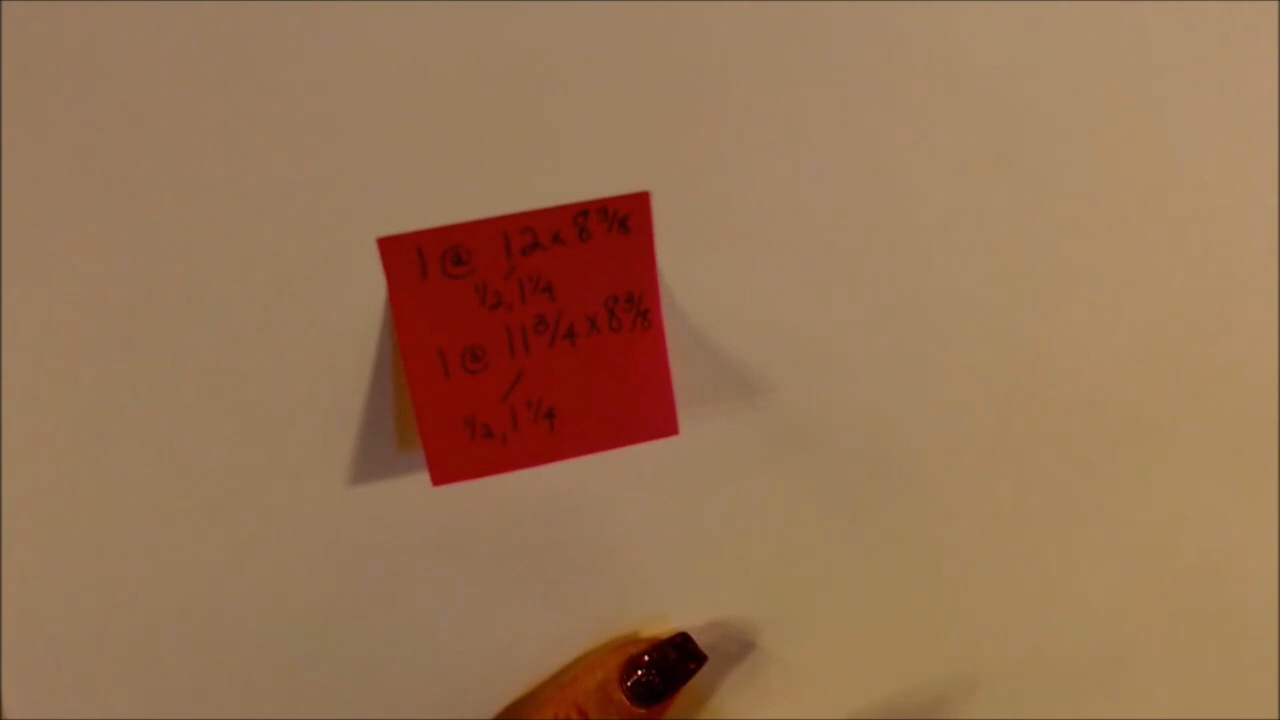 1 @ 12 x 8 3/8
1/2, 1 1/4
1 @ 11 3/4 x 8 3/8
1/2, 1 1/4